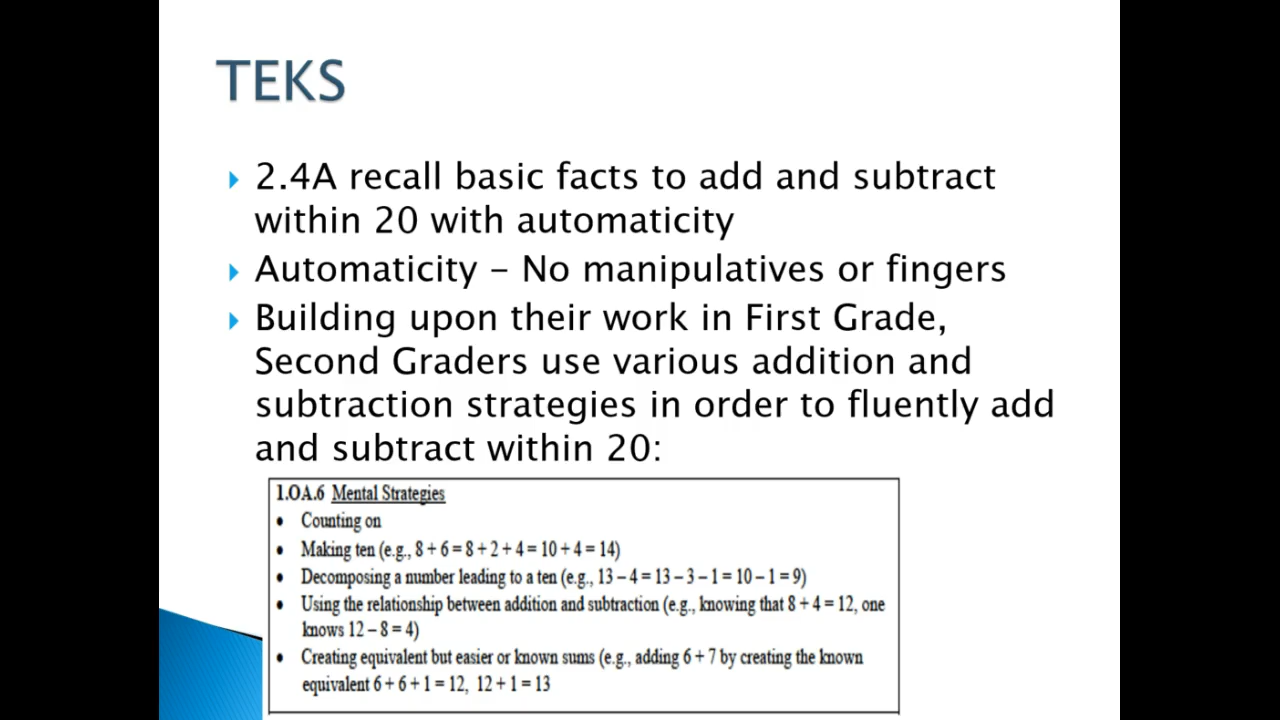 TEKS
2.4A recall basic facts to add and subtract
within 20 with automaticity
Automaticity – No manipulatives or fingers
Building upon their work in First Grade,
Second Graders use various addition and
subtraction strategies in order to fluently add
and subtract within 20:
1.OA.6 Mental Strategies
• Counting on
• Making ten (e.g., 8 + 6 = 8 + 2 + 4 = 10 + 4 = 14)
• Decomposing a number leading to a ten (e.g., 13 – 4 = 13 – 3 – 1 = 10 – 1 = 9)
• Using the relationship between addition and subtraction (e.g., knowing that 8 + 4 = 12, one
knows 12 – 8 = 4)
• Creating equivalent but easier or known sums (e.g., adding 6 + 7 by creating the known
equivalent 6 + 6 + 1 = 12, 12 + 1 = 13